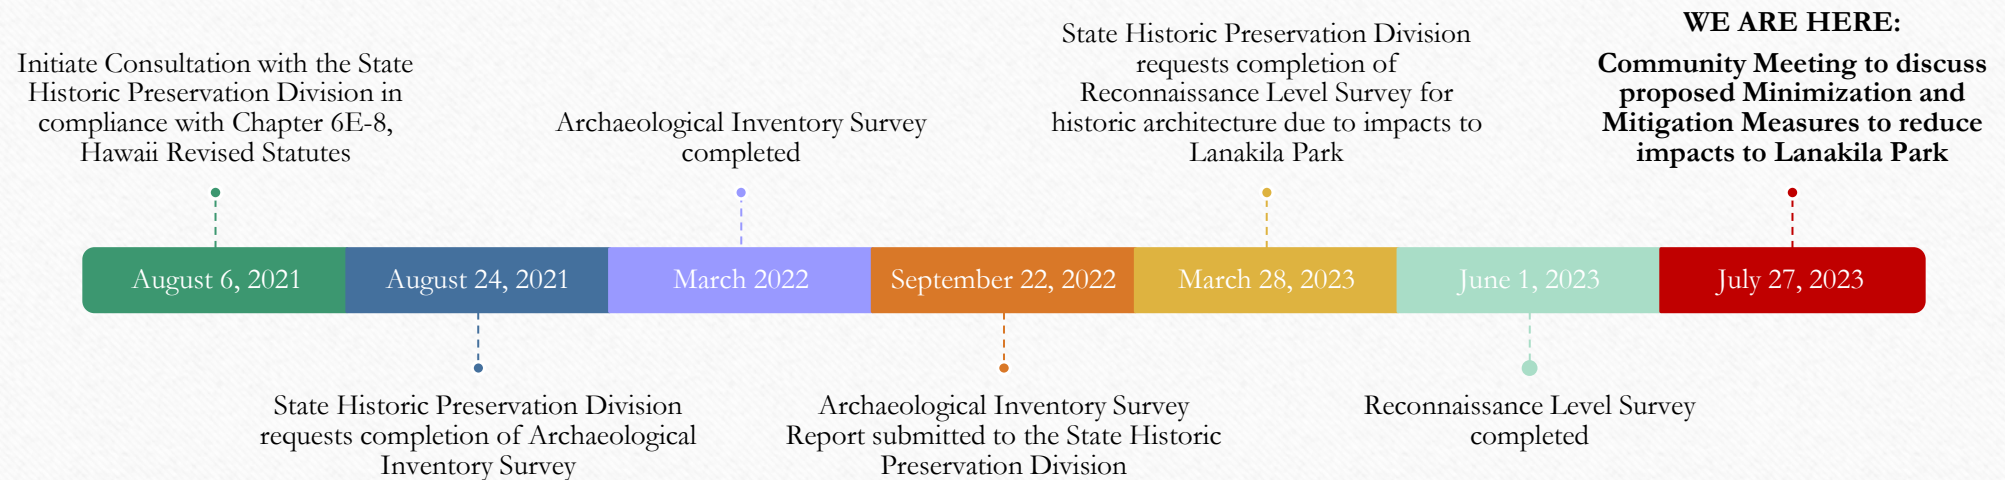 Initiate Consultation with the State
Historic Preservation Division in
compliance with Chapter 6E-8,
Hawaii Revised Statutes
Archaeological Inventory Survey
completed
State Historic Preservation Division
requests completion of
Reconnaissance Level Survey for
historic architecture due to impacts to
Lanakila Park
WE ARE HERE:
Community Meeting to discuss
proposed Minimization and
Mitigation Measures to reduce
impacts to Lanakila Park
August 6, 2021
August 24, 2021
March 2022
September 22, 2022
March 28, 2023
June 1, 2023
July 27, 2023
State Historic Preservation Division
requests completion of Archaeological
Inventory Survey
Archaeological Inventory Survey
Report submitted to the State Historic
Preservation Division
Reconnaissance Level Survey
completed